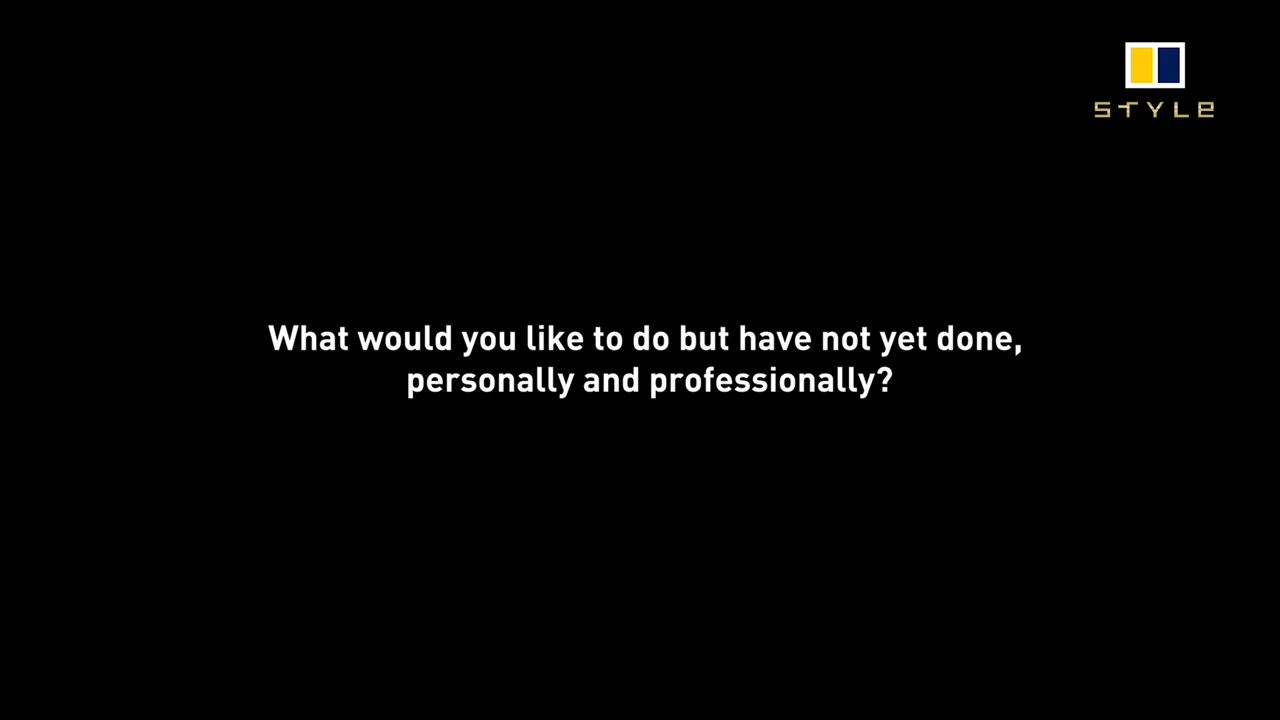 STYLE
What would you like to do but have not yet done,
personally and professionally?